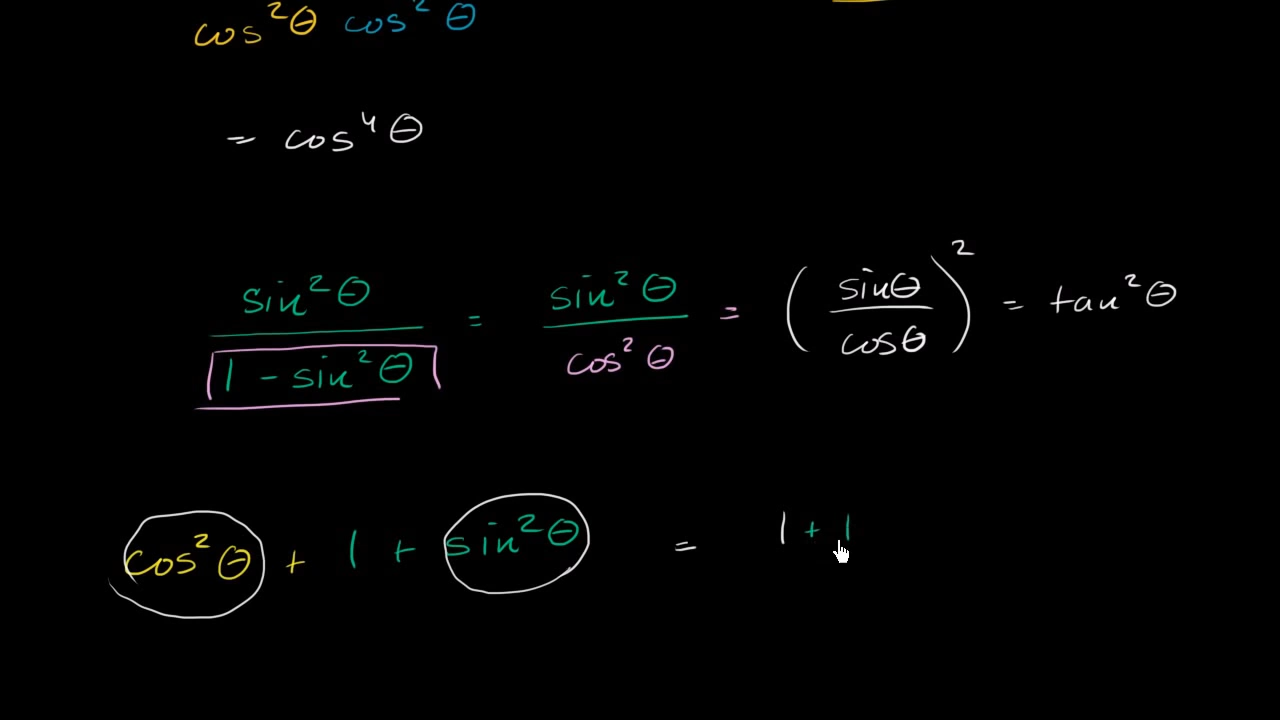 cos²θ cos²θ
= cos⁴θ
sin²θ / 1 - sin²θ = sin²θ / cos²θ = (sinθ / cosθ)² = tan²θ
cos²θ + 1 + sin²θ = 1 + 1